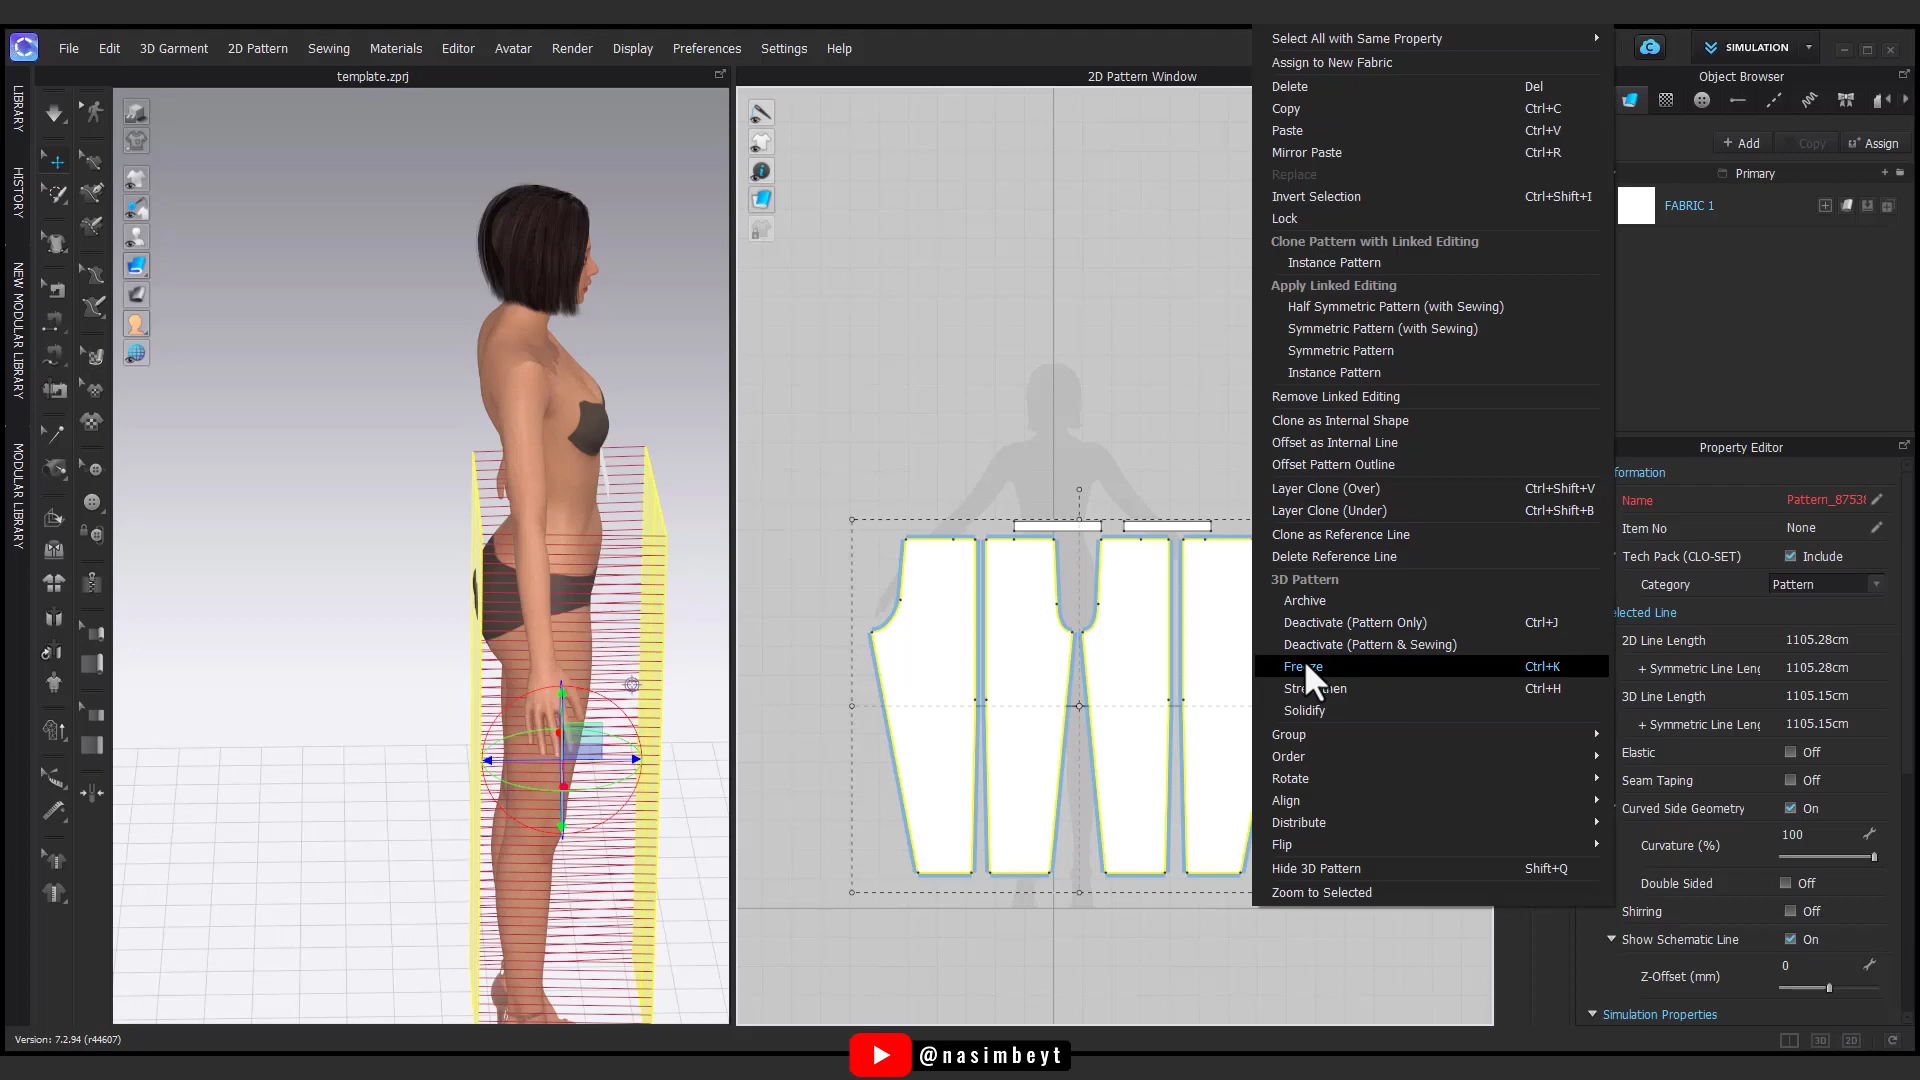 File Edit 3D Garment 2D Pattern Sewing Materials Editor Avatar Render Display Preferences Settings Help
SIMULATION
template.zprj
2D Pattern Window
Object Browser
LIBRARY
HISTORY
NEW MODULAR LIBRARY
MODULAR LIBRARY
Select All with Same Property
Assign to New Fabric
Delete Del
Copy Ctrl+C
Paste Ctrl+V
Mirror Paste Ctrl+R
Replace
Invert Selection Ctrl+Shift+I
Lock
Clone Pattern with Linked Editing
Instance Pattern
Apply Linked Editing
Half Symmetric Pattern (with Sewing)
Symmetric Pattern (with Sewing)
Symmetric Pattern
Instance Pattern
Remove Linked Editing
Clone as Internal Shape
Offset as Internal Line
Offset Pattern Outline
Layer Clone (Over) Ctrl+Shift+V
Layer Clone (Under) Ctrl+Shift+B
Clone as Reference Line
Delete Reference Line
3D Pattern
Archive
Deactivate (Pattern Only) Ctrl+J
Deactivate (Pattern & Sewing)
Freeze Ctrl+K
Strengthen Ctrl+H
Solidify
Group
Order
Rotate
Align
Distribute
Flip
Hide 3D Pattern Shift+Q
Zoom to Selected
+ Add Copy Assign
Primary
FABRIC 1
Property Editor
formation
Name Pattern_8753
Item No None
Tech Pack (CLO-SET) Include
Category Pattern
elected Line
2D Line Length 1105.28cm
+ Symmetric Line Leng 1105.28cm
3D Line Length 1105.15cm
+ Symmetric Line Leng 1105.15cm
Elastic Off
Seam Taping Off
Curved Side Geometry On
Curvature (%) 100
Double Sided Off
Shirring Off
Show Schematic Line On
Z-Offset (mm) 0
Simulation Properties
Version: 7.2.94 (r44607)
3D 2D
@nasimbeyt